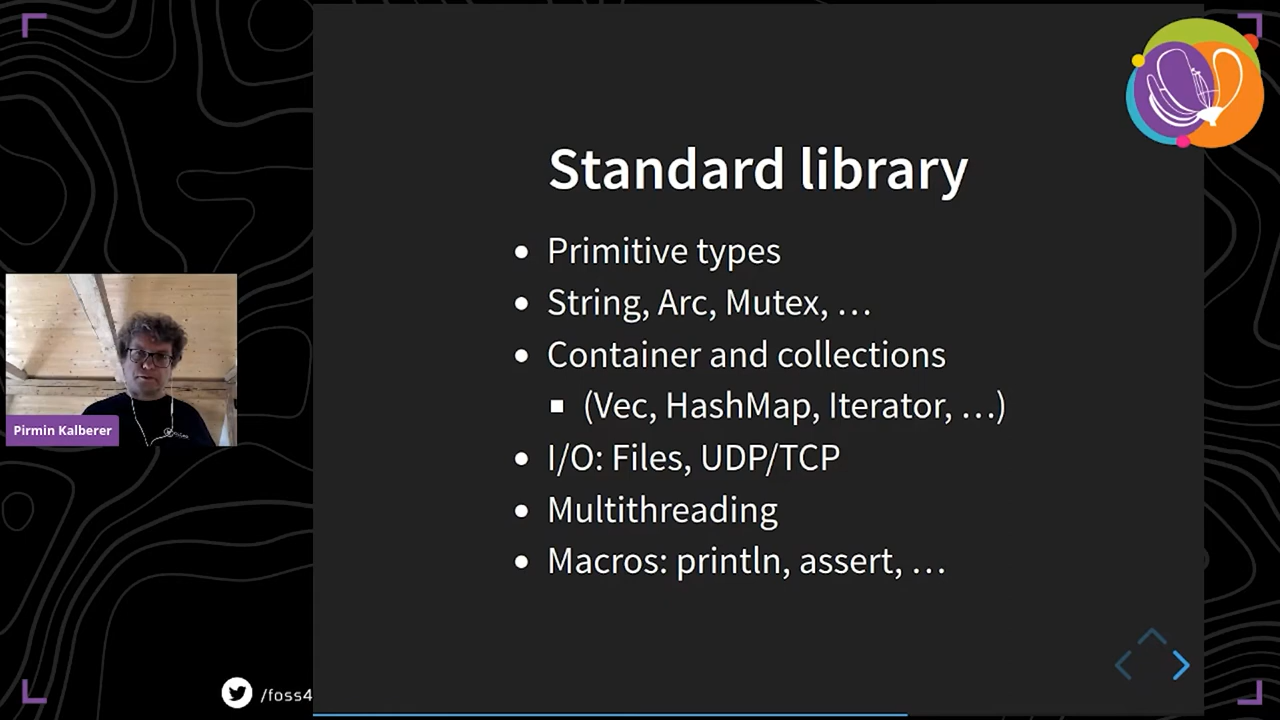 Standard library
Primitive types
String, Arc, Mutex, …
Container and collections
(Vec, HashMap, Iterator, …)
I/O: Files, UDP/TCP
Multithreading
Macros: println, assert, …
Pirmin Kalberer
/foss4